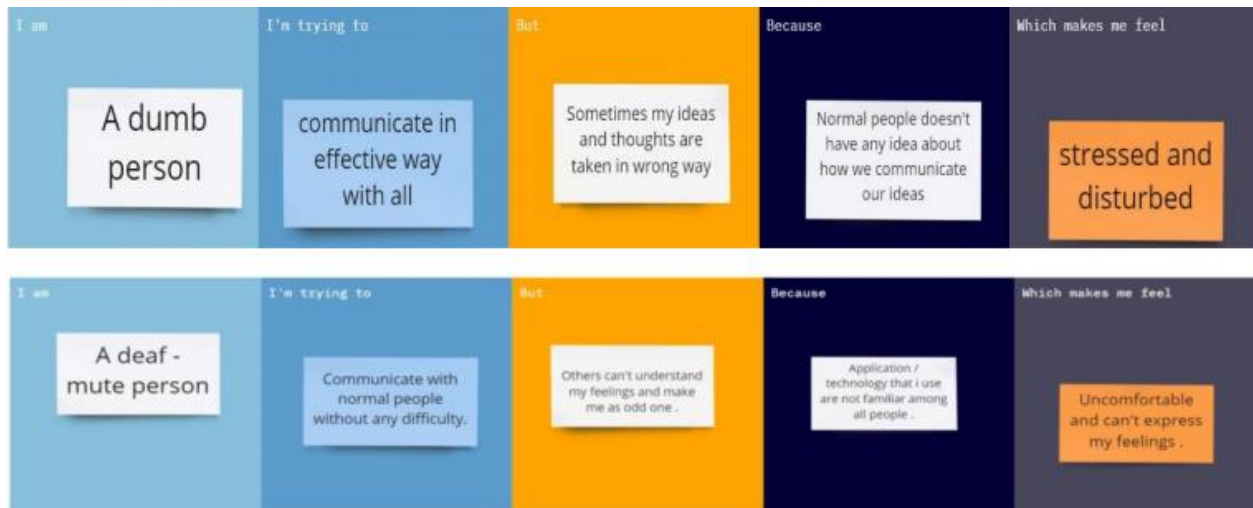 I am
I'm trying to
But
Because
Which makes me feel
A dumb
person
communicate in
effective way
with all
Sometimes my ideas
and thoughts are
taken in wrong way
Normal people doesn't
have any idea about
how we communicate
our ideas
stressed and
disturbed
I am
I'm trying to
But
Because
Which makes me feel
A deaf -
mute person
Communicate with
normal people
without any difficulty.
Others can't understand
my feelings and make
me as odd one .
Application /
technology that i use
are not familiar among
all people .
Uncomfortable
and can't express
my feelings .